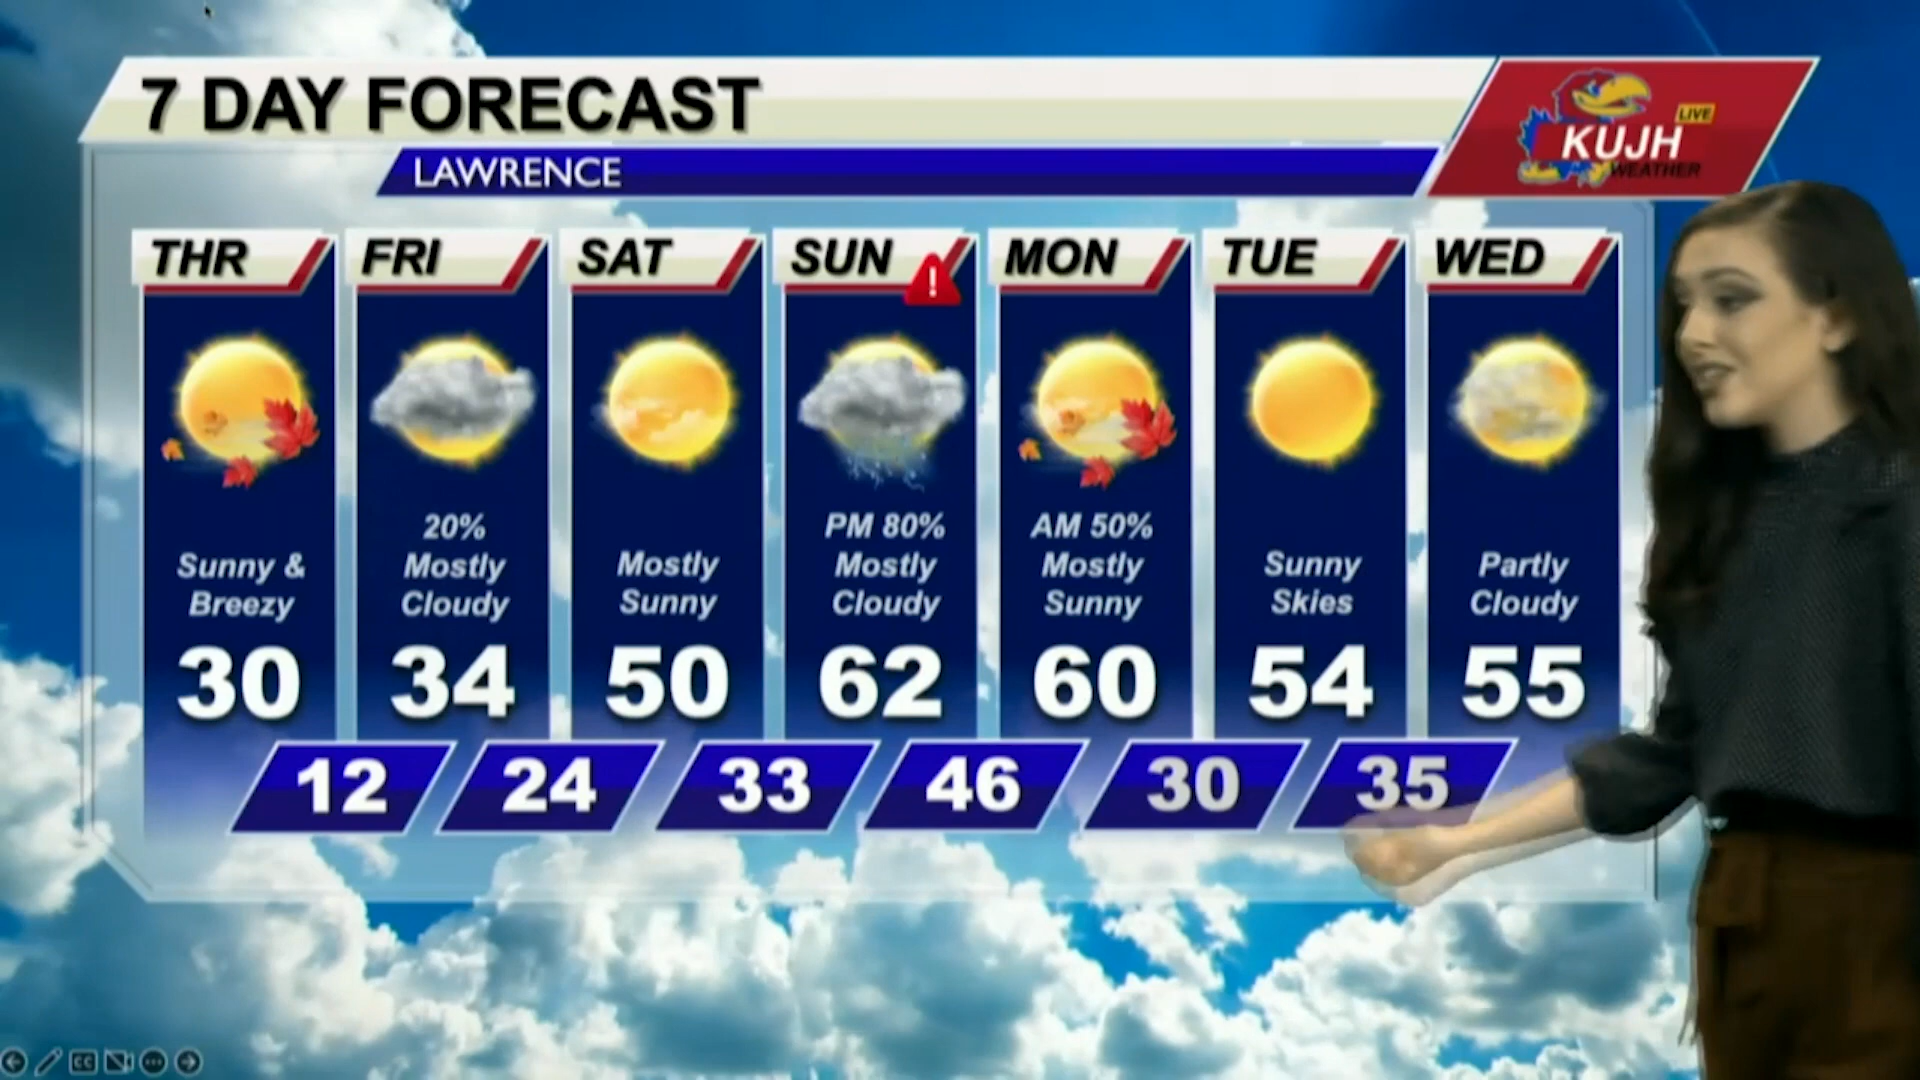 7 DAY FORECAST
LIVE
KUJH
WEATHER
LAWRENCE
THR
FRI
SAT
SUN
!
MON
TUE
WED
Sunny &
Breezy
20%
Mostly
Cloudy
Mostly
Sunny
PM 80%
Mostly
Cloudy
AM 50%
Mostly
Sunny
Sunny
Skies
Partly
Cloudy
30
34
50
62
60
54
55
12
24
33
46
30
35
CC